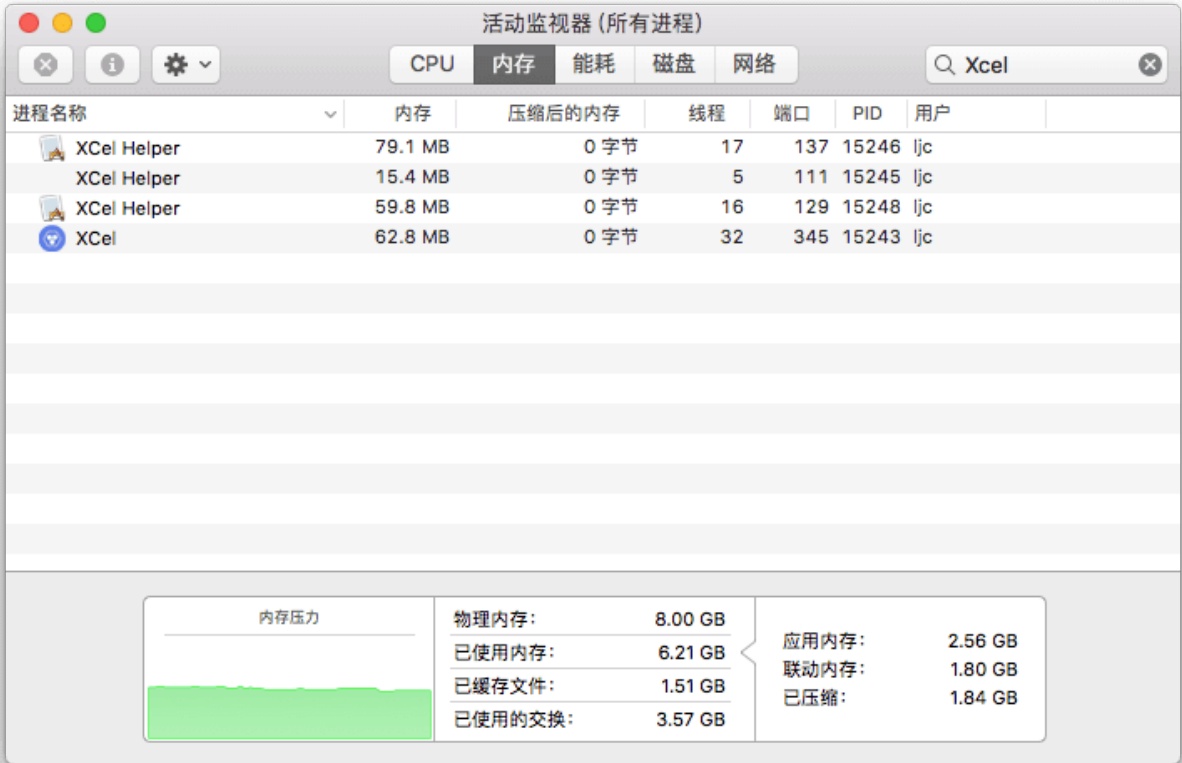 活动监视器 (所有进程)
CPU 内存 能耗 磁盘 网络 Xcel
进程名称 内存 压缩后的内存 线程 端口 PID 用户
XCel Helper 79.1 MB 0 字节 17 137 15246 ljc
XCel Helper 15.4 MB 0 字节 5 111 15245 ljc
XCel Helper 59.8 MB 0 字节 16 129 15248 ljc
XCel 62.8 MB 0 字节 32 345 15243 ljc
内存压力
物理内存: 8.00 GB
已使用内存: 6.21 GB
已缓存文件: 1.51 GB
已使用的交换: 3.57 GB
应用内存: 2.56 GB
联动内存: 1.80 GB
已压缩: 1.84 GB